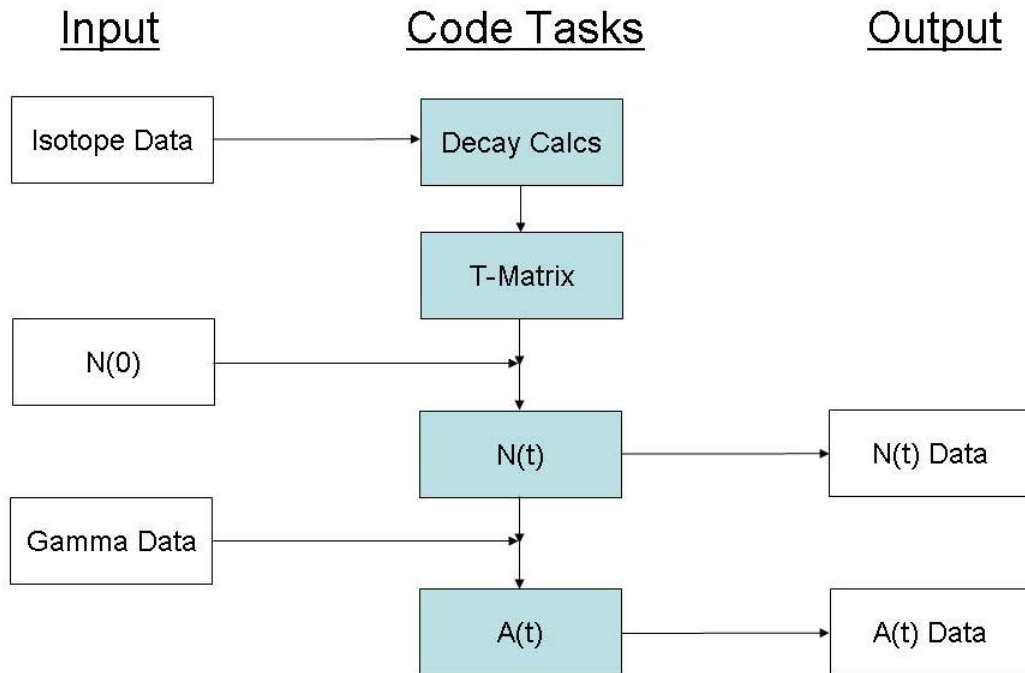 Input
Code Tasks
Output
Isotope Data
Decay Calcs
T-Matrix
N(0)
N(t)
N(t) Data
Gamma Data
A(t)
A(t) Data